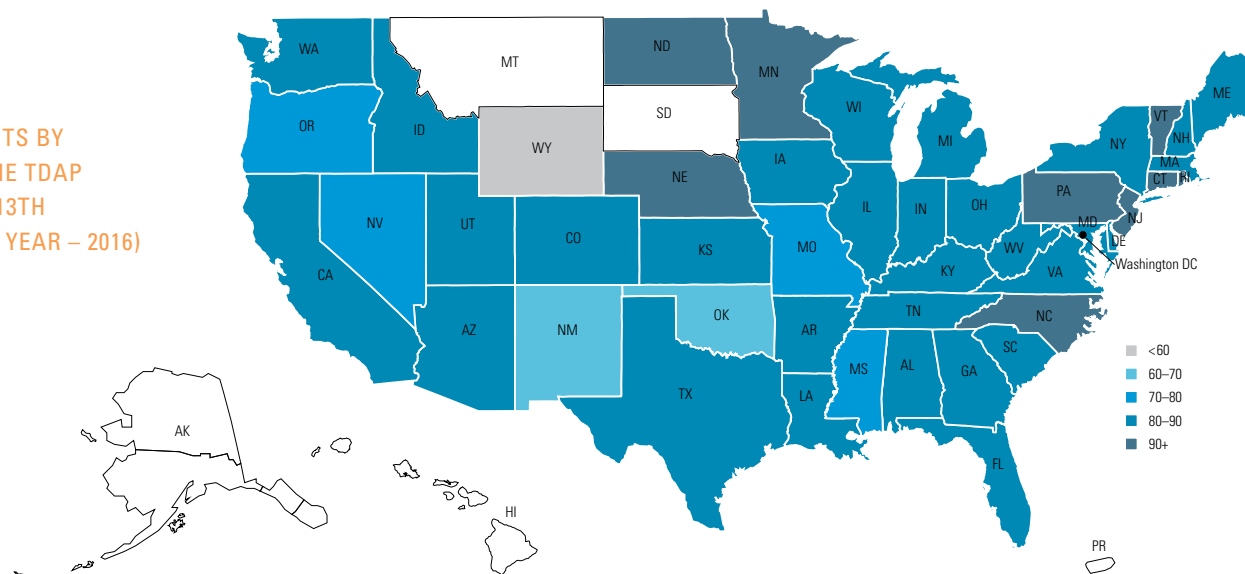 TS BY
E TDAP
13TH
YEAR – 2016)
WA
MT
ND
MN
SD
OR
ID
WY
WI
MI
NY
VT
NH
ME
MA
CT
RI
IA
NE
PA
NJ
NV
UT
CO
KS
MO
IL
IN
OH
MD
DE
Washington DC
WV
VA
CA
KY
AZ
NM
OK
AR
TN
NC
SC
TX
LA
MS
AL
GA
FL
<60
60–70
70–80
80–90
90+
AK
HI
PR